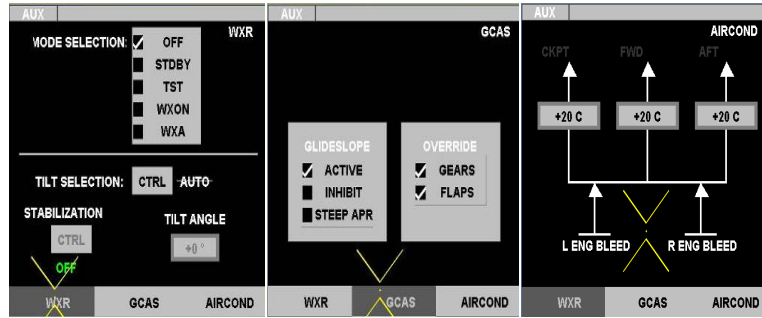 AUX
WXR
MODE SELECTION:
OFF
STDBY
TST
WXON
WXA
TILT SELECTION: CTRL AUTO
STABILIZATION
CTRL
OFF
TILT ANGLE
+0 °
WXR GCAS AIRCOND
AUX
GCAS
GLIDESLOPE
ACTIVE
INHIBIT
STEEP APR
OVERRIDE
GEARS
FLAPS
WXR GCAS AIRCOND
AUX
AIRCOND
CKPT FWD AFT
+20 C +20 C +20 C
L ENG BLEED R ENG BLEED
WXR GCAS AIRCOND